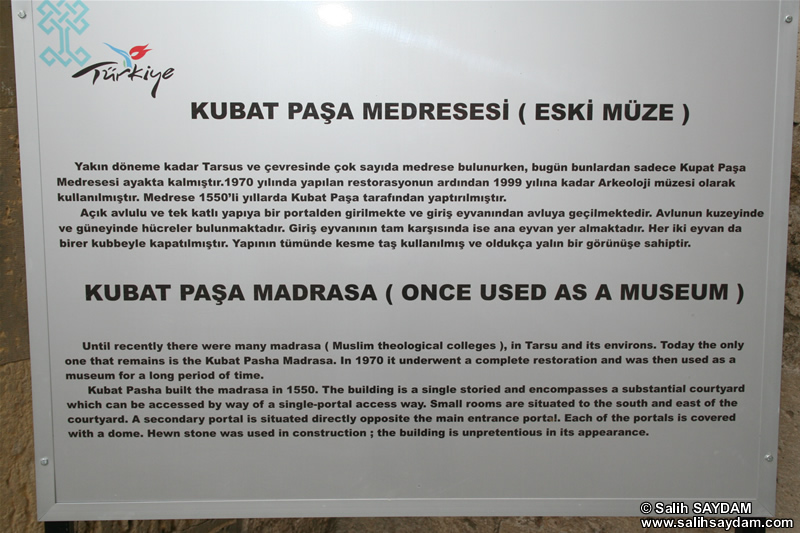 Türkiye
KUBAT PAŞA MEDRESESİ ( ESKİ MÜZE )
Yakın döneme kadar Tarsus ve çevresinde çok sayıda medrese bulunurken, bugün bunlardan sadece Kupat Paşa
Medresesi ayakta kalmıştır.1970 yılında yapılan restorasyonun ardından 1999 yılına kadar Arkeoloji müzesi olarak
kullanılmıştır. Medrese 1550'li yıllarda Kubat Paşa tarafından yaptırılmıştır.
Açık avlulu ve tek katlı yapıya bir portalden girilmekte ve giriş eyvanından avluya geçilmektedir. Avlunun kuzeyinde
ve güneyinde hücreler bulunmaktadır. Giriş eyvanının tam karşısında ise ana eyvan yer almaktadır. Her iki eyvan da
birer kubbeyle kapatılmıştır. Yapının tümünde kesme taş kullanılmış ve oldukça yalın bir görünüşe sahiptir.
KUBAT PAŞA MADRASA ( ONCE USED AS A MUSEUM )
Until recently there were many madrasa ( Muslim theological colleges ), in Tarsu and its environs. Today the only
one that remains is the Kubat Pasha Madrasa. In 1970 it underwent a complete restoration and was then used as a
museum for a long period of time.
Kubat Pasha built the madrasa in 1550. The building is a single storied and encompasses a substantial courtyard
which can be accessed by way of a single-portal access way. Small rooms are situated to the south and east of the
courtyard. A secondary portal is situated directly opposite the main entrance portal. Each of the portals is covered
with a dome. Hewn stone was used in construction ; the building is unpretentious in its appearance.
© Salih SAYDAM
www.salihsaydam.com